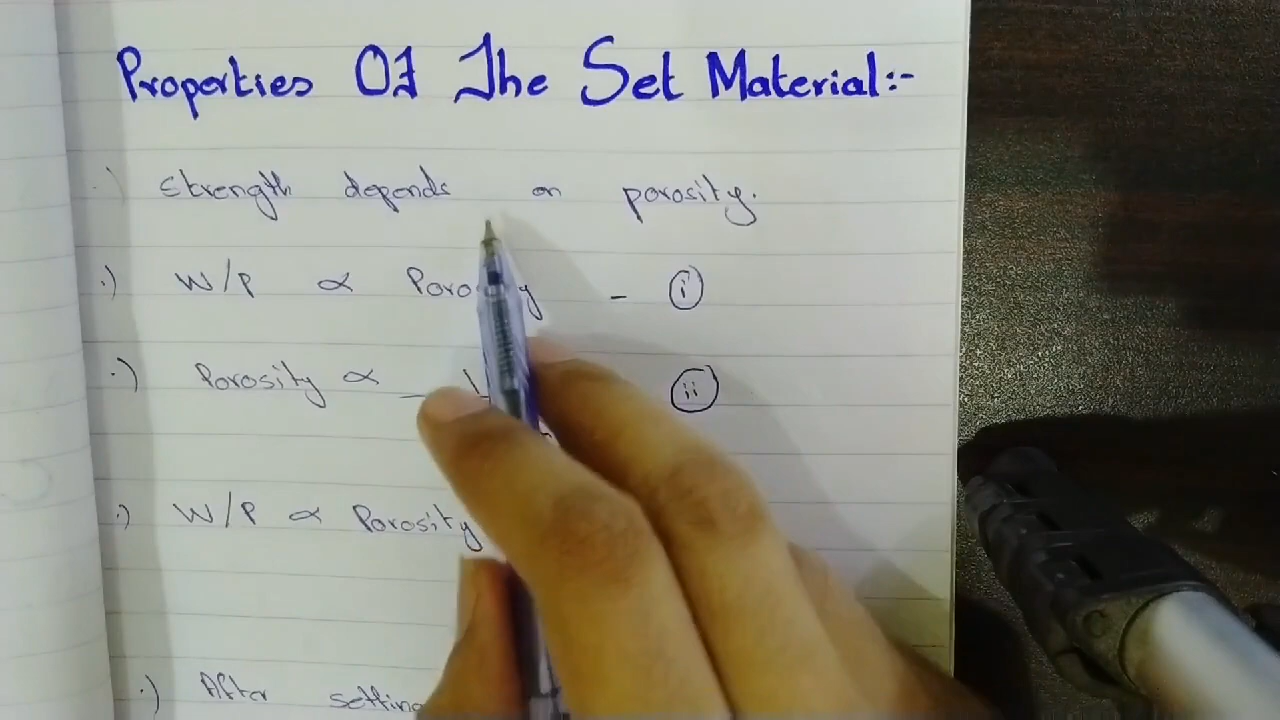 Properties Of The Set Material:-
.) Strength depends on porosity.
.) W/P ∝ Porosity - (i)
.) Porosity ∝ (ii)
.) W/P ∝ Porosity
.) After setting